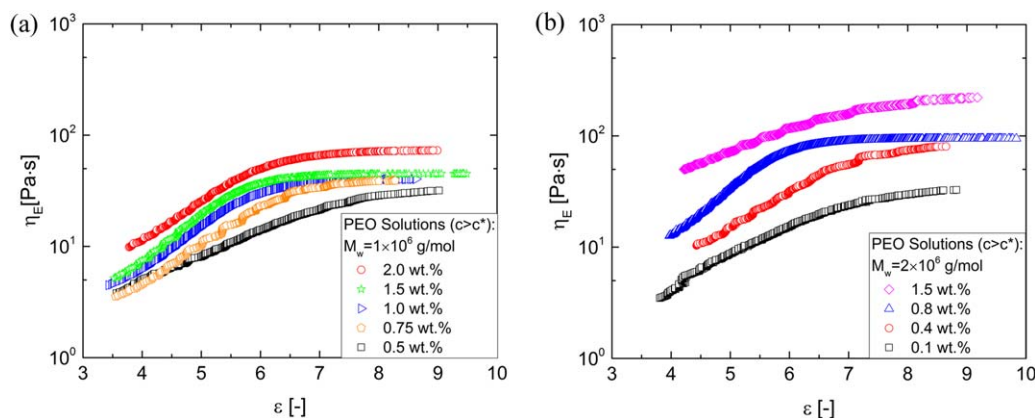 (a)
10³
10²
10¹
10⁰
η_E[Pa·s]
3 4 5 6 7 8 9 10
ε [-]
PEO Solutions (c>c*):
M_w=1×10⁶ g/mol
2.0 wt.%
1.5 wt.%
1.0 wt.%
0.75 wt.%
0.5 wt.%
(b)
10³
10²
10¹
10⁰
η_E [Pa·s]
3 4 5 6 7 8 9 10
ε [-]
PEO Solutions (c>c*):
M_w=2×10⁶ g/mol
1.5 wt.%
0.8 wt.%
0.4 wt.%
0.1 wt.%